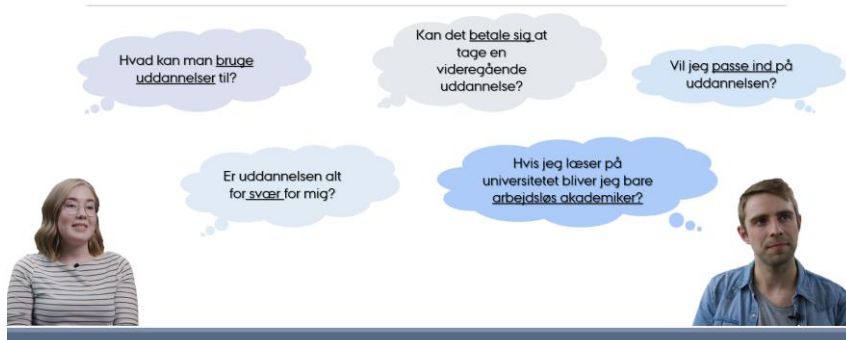 Hvad kan man bruge
uddannelser til?
Kan det betale sig at
tage en
videregående
uddannelse?
Vil jeg passe ind på
uddannelsen?
Er uddannelsen alt
for svær for mig?
Hvis jeg læser på
universitetet bliver jeg bare
arbejdsløs akademiker?